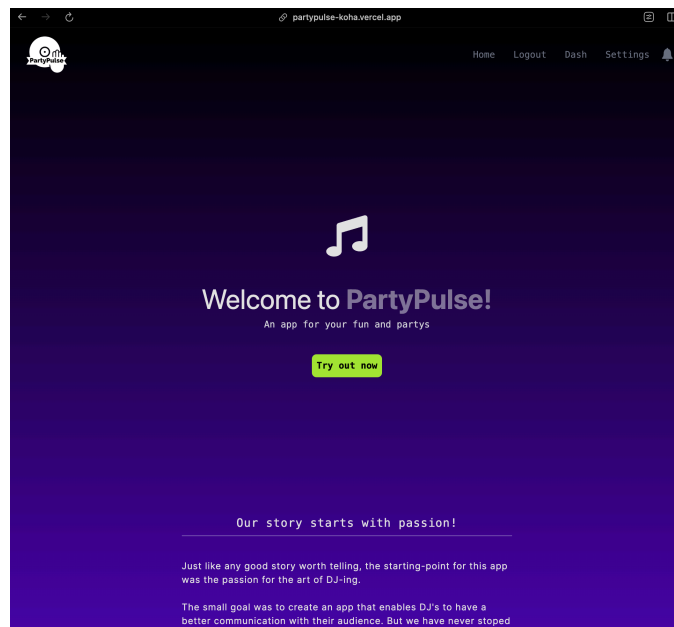 partypulse-koha.vercel.app
PartyPulse
Home Logout Dash Settings
Welcome to PartyPulse!
An app for your fun and partys
Try out now
Our story starts with passion!
Just like any good story worth telling, the starting-point for this app
was the passion for the art of DJ-ing.
The small goal was to create an app that enables DJ's to have a
better communication with their audience. But we have never stoped